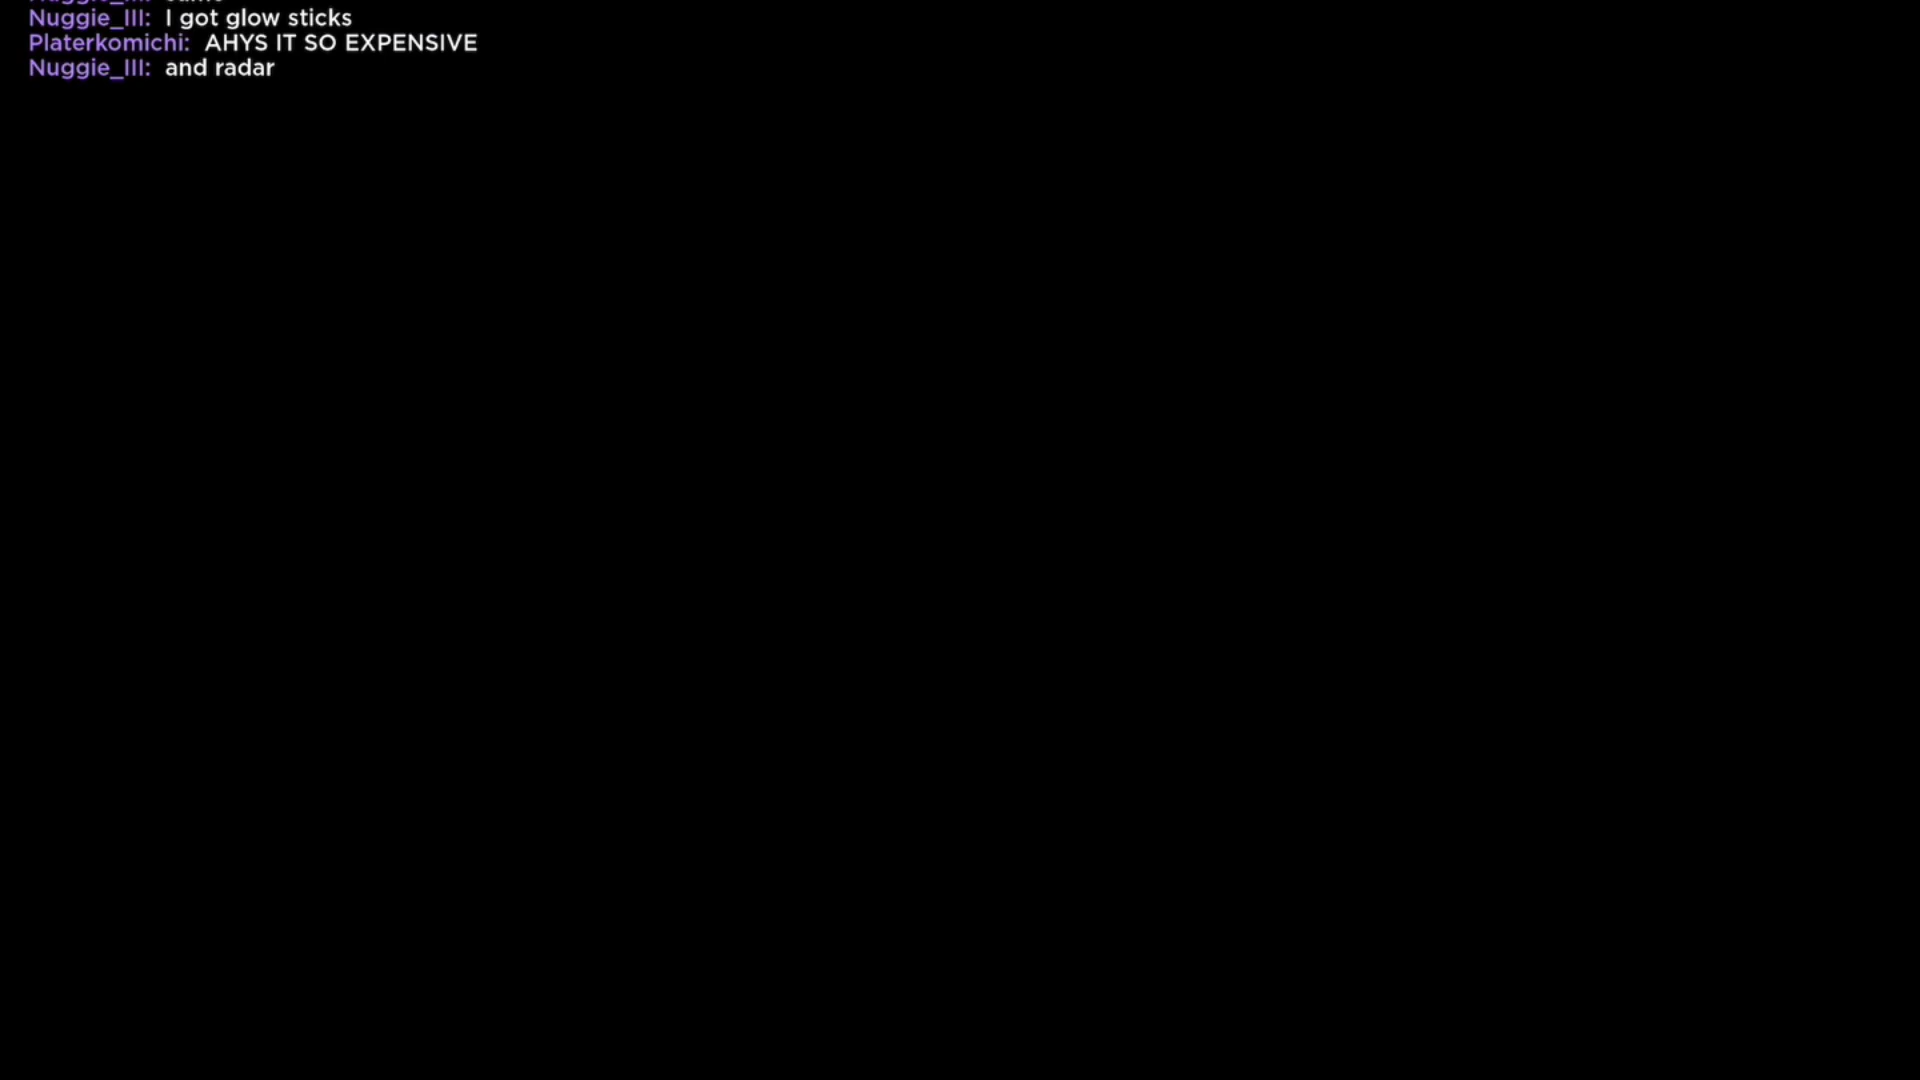 Nuggie_III: I got glow sticks
Platerkomichi: AHYS IT SO EXPENSIVE
Nuggie_III: and radar